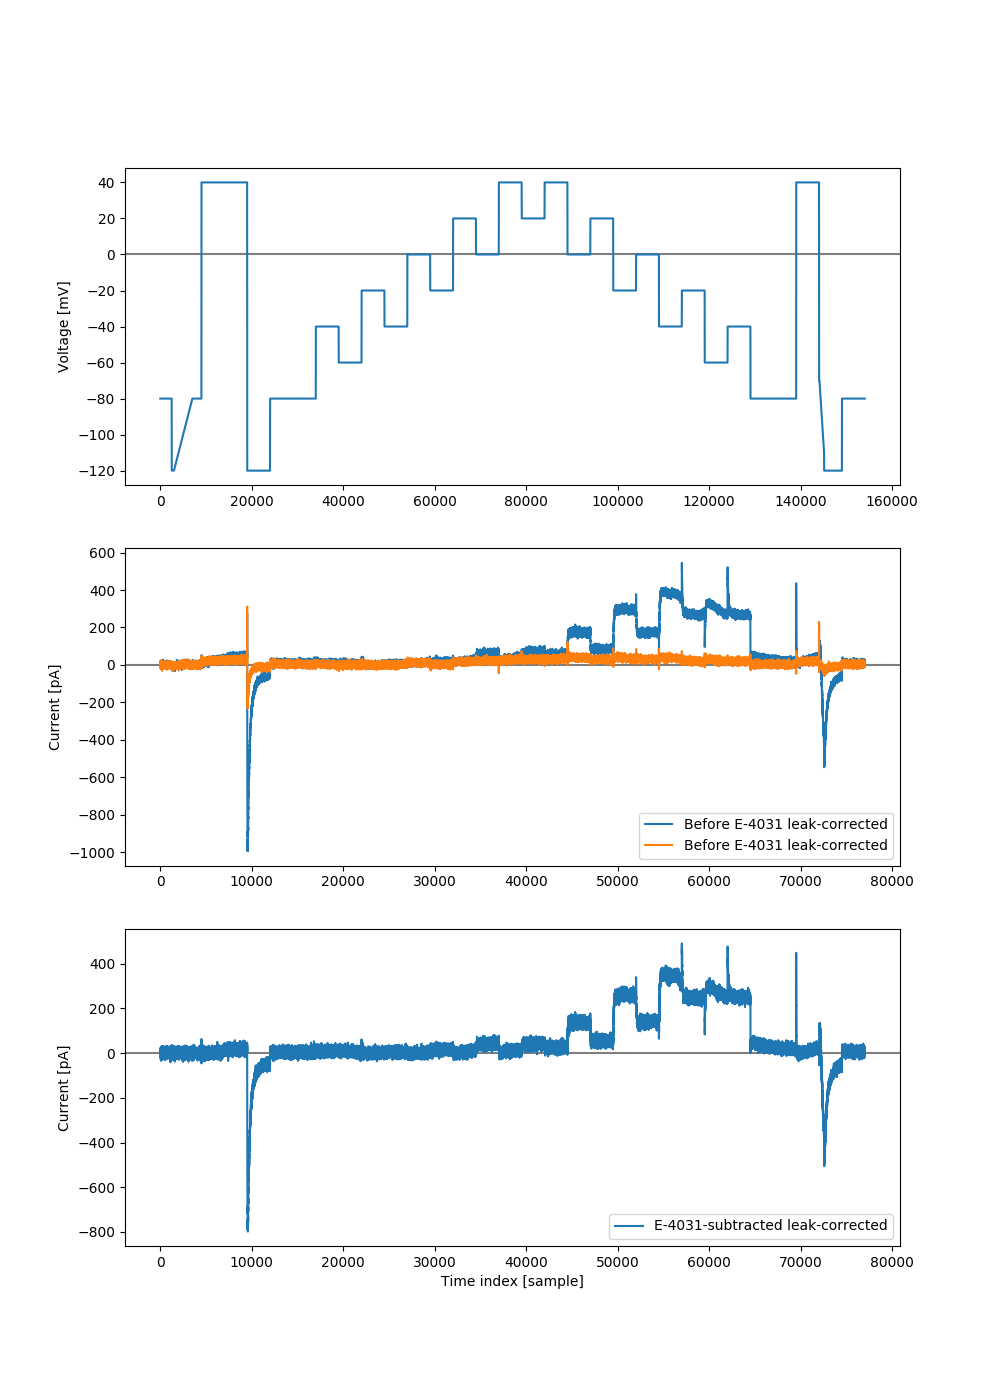 40
20
0
−20
−40
−60
−80
−100
−120
Voltage [mV]
0 20000 40000 60000 80000 100000 120000 140000 160000
600
400
200
0
−200
−400
−600
−800
−1000
Current [pA]
Before E-4031 leak-corrected
Before E-4031 leak-corrected
0 10000 20000 30000 40000 50000 60000 70000 80000
400
200
0
−200
−400
−600
−800
Current [pA]
E-4031-subtracted leak-corrected
0 10000 20000 30000 40000 50000 60000 70000 80000
Time index [sample]